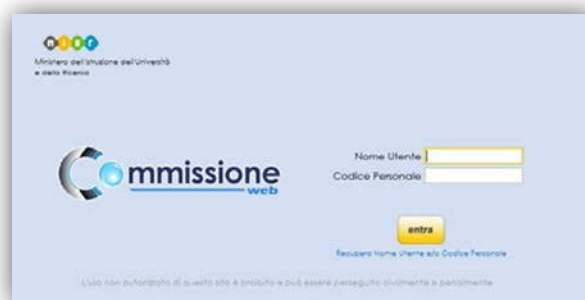 MIUR
Ministero dell'Istruzione dell'Università
e della Ricerca
Commissione
web
Nome Utente
Codice Personale
entra
Recupero Nome Utente e/o Codice Personale
L'uso non autorizzato di questo sito è proibito e può essere perseguito civilmente e penalmente